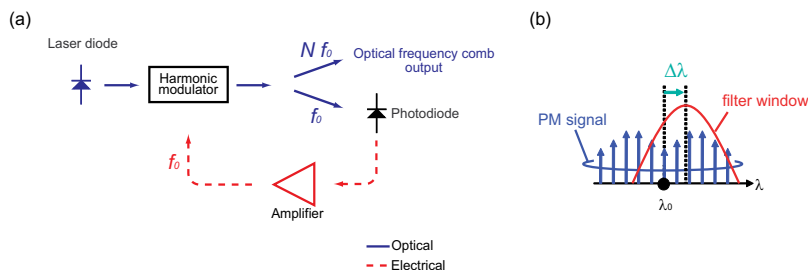 (a)
Laser diode
Harmonic
modulator
N f₀
Optical frequency comb
output
f₀
Photodiode
f₀
Amplifier
Optical
Electrical
(b)
Δλ
filter window
PM signal
λ
λ₀